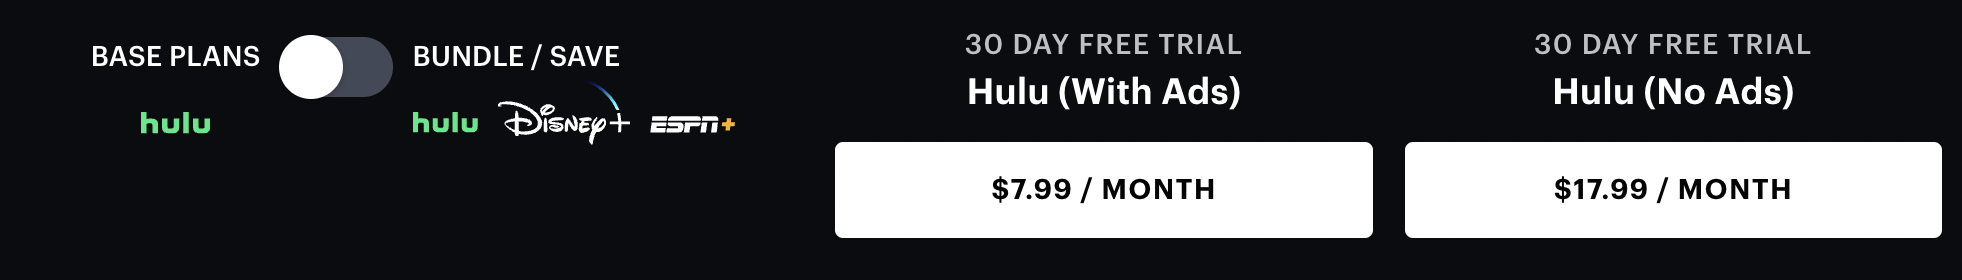 BASE PLANS
BUNDLE / SAVE
hulu
hulu Disney+ ESPN+
30 DAY FREE TRIAL
Hulu (With Ads)
$7.99 / MONTH
30 DAY FREE TRIAL
Hulu (No Ads)
$17.99 / MONTH